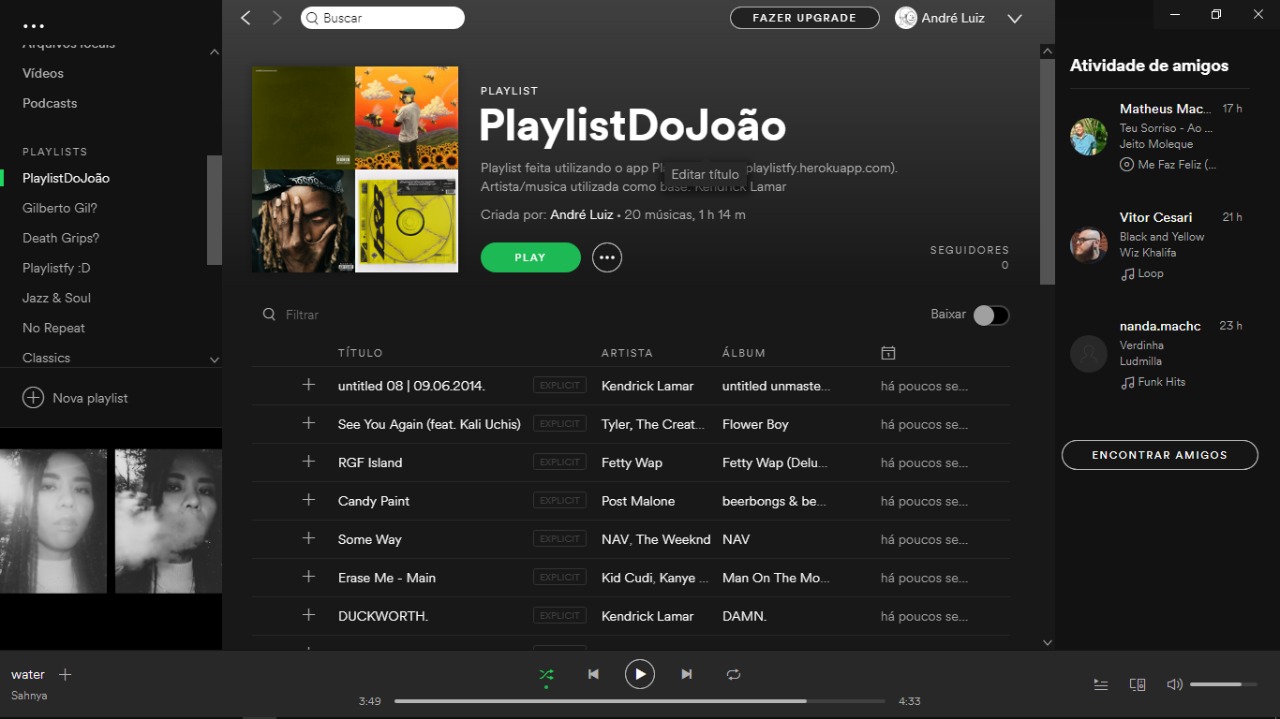 Buscar
FAZER UPGRADE
André Luiz
Arquivos locais
Vídeos
Podcasts
PLAYLISTS
PlaylistDoJoão
Gilberto Gil?
Death Grips?
Playlistfy :D
Jazz & Soul
No Repeat
Classics
Nova playlist
PLAYLIST
PlaylistDoJoão
Playlist feita utilizando o app Pl playlistfy.herokuapp.com).
Artista/musica utilizada como base: Kendrick Lamar
Editar título
Criada por: André Luiz • 20 músicas, 1 h 14 m
PLAY
SEGUIDORES
0
Filtrar
Baixar
TÍTULO ARTISTA ÁLBUM
untitled 08 | 09.06.2014. EXPLICIT Kendrick Lamar untitled unmaste... há poucos se...
See You Again (feat. Kali Uchis) EXPLICIT Tyler, The Creat... Flower Boy há poucos se...
RGF Island EXPLICIT Fetty Wap Fetty Wap (Delu... há poucos se...
Candy Paint EXPLICIT Post Malone beerbongs & be... há poucos se...
Some Way EXPLICIT NAV, The Weeknd NAV há poucos se...
Erase Me - Main EXPLICIT Kid Cudi, Kanye ... Man On The Mo... há poucos se...
DUCKWORTH. EXPLICIT Kendrick Lamar DAMN. há poucos se...
Atividade de amigos
Matheus Mac... 17 h
Teu Sorriso - Ao ...
Jeito Moleque
Me Faz Feliz (...
Vitor Cesari 21 h
Black and Yellow
Wiz Khalifa
Loop
nanda.machc 23 h
Verdinha
Ludmilla
Funk Hits
ENCONTRAR AMIGOS
water
Sahnya
3:49
4:33